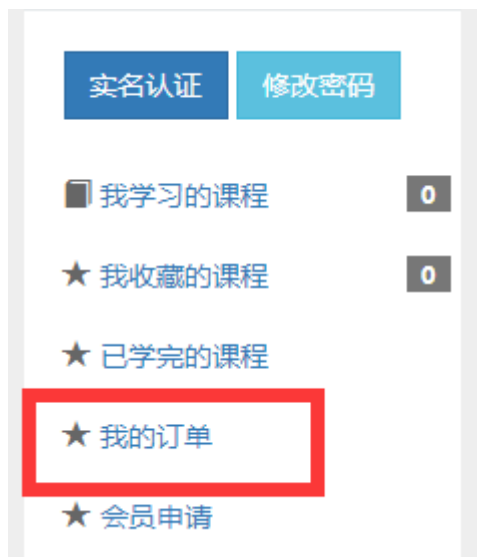 实名认证 修改密码
我学习的课程 0
我收藏的课程 0
已学完的课程
我的订单
会员申请